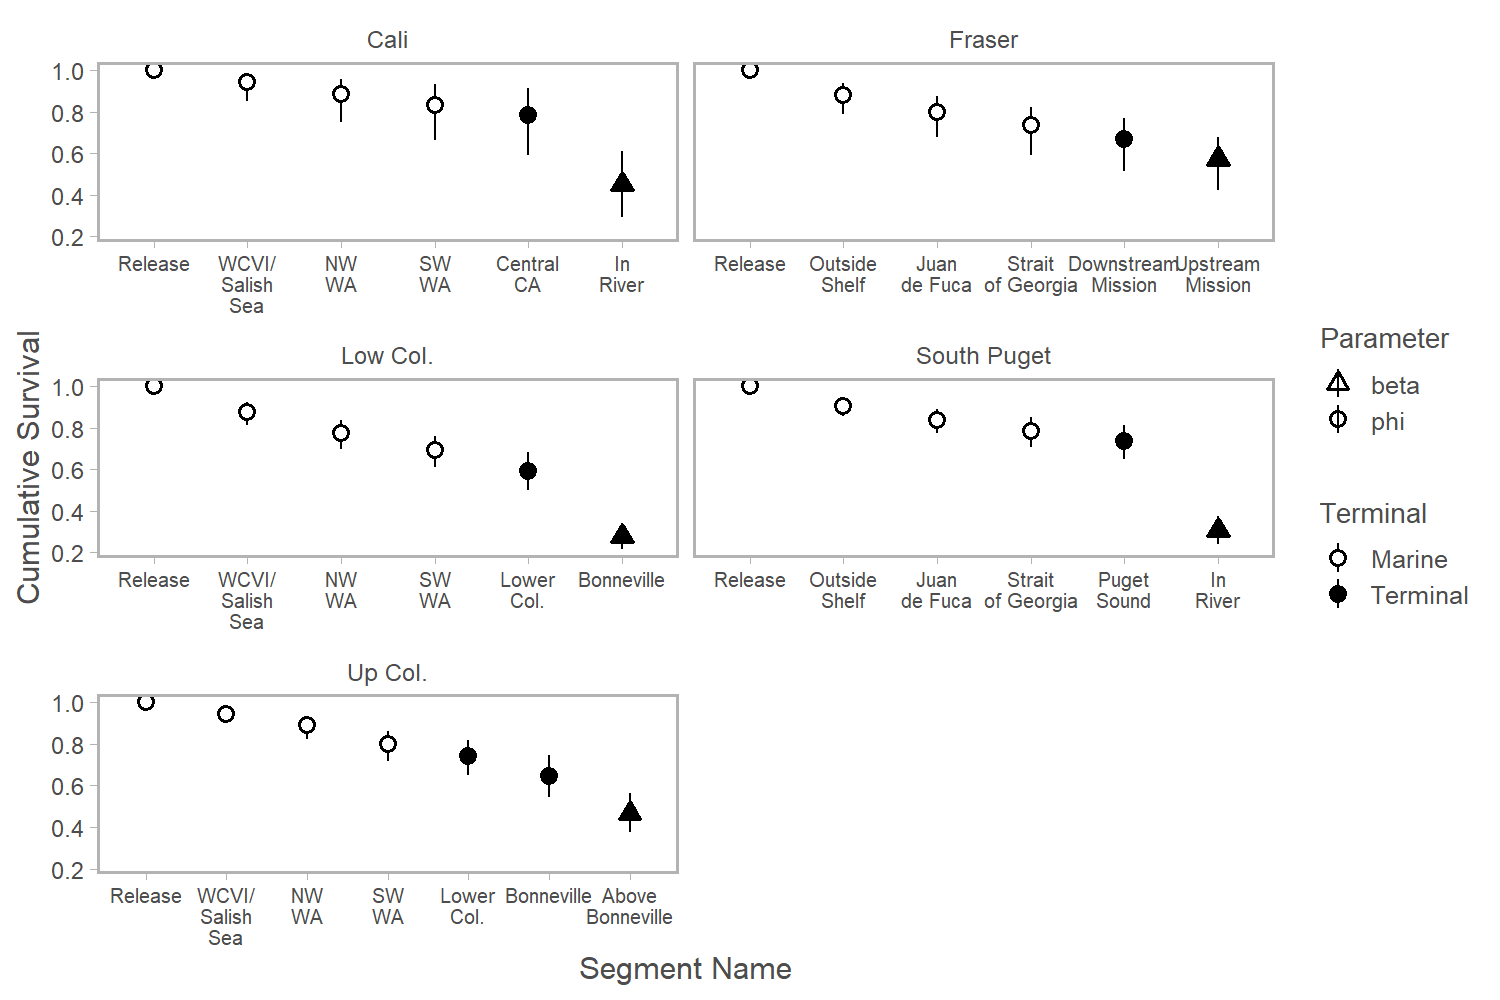 Cali
Fraser
1.0
0.8
0.6
0.4
0.2
Release
WCVI/
Salish
Sea
NW
WA
SW
WA
Central
CA
In
River
Release
Outside
Shelf
Juan
de Fuca
Strait
of Georgia
Downstream
Mission
Upstream
Mission
Low Col.
South Puget
1.0
0.8
0.6
0.4
0.2
Release
WCVI/
Salish
Sea
NW
WA
SW
WA
Lower
Col.
Bonneville
Release
Outside
Shelf
Juan
de Fuca
Strait
of Georgia
Puget
Sound
In
River
Up Col.
1.0
0.8
0.6
0.4
0.2
Release
WCVI/
Salish
Sea
NW
WA
SW
WA
Lower
Col.
Bonneville
Above
Bonneville
Cumulative Survival
Segment Name
Parameter
beta
phi
Terminal
Marine
Terminal